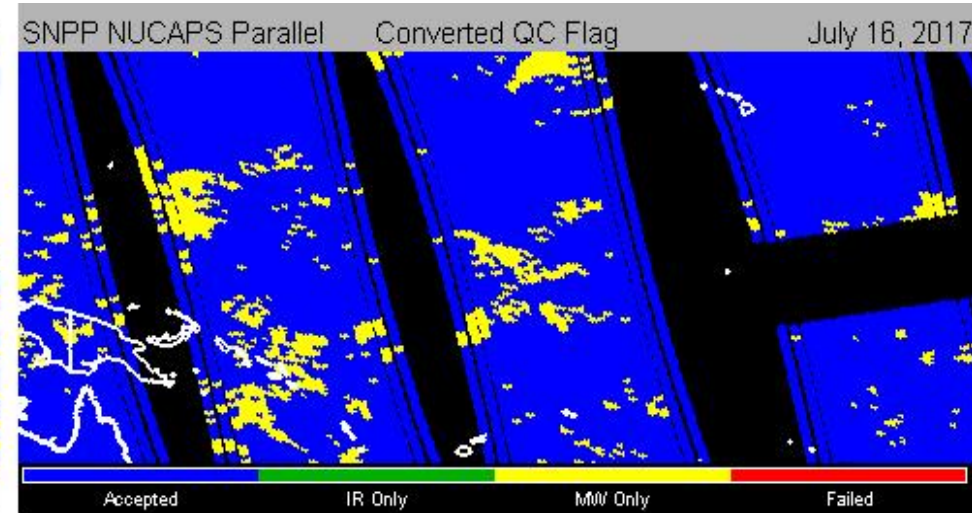 SNPP NUCAPS Parallel Converted QC Flag July 16, 2017
Accepted IR Only MW Only Failed